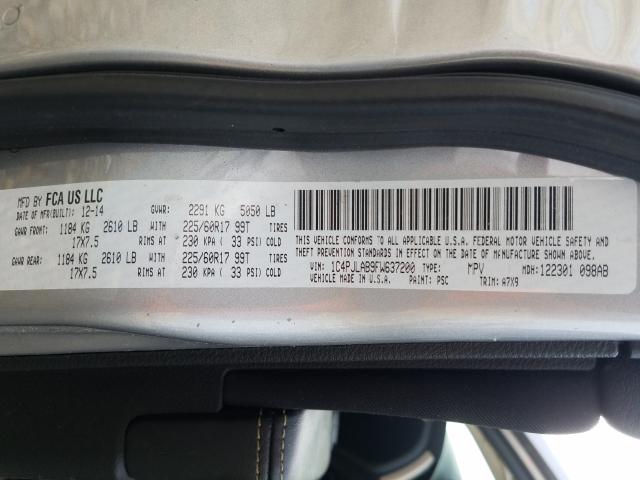 MFD BY FCA US LLC
DATE OF MFR(BUILT): 12-14 GVWR: 2291 KG 5050 LB
GAWR FRONT: 1184 KG 2610 LB WITH 225/60R17 99T TIRES
17X7.5 RIMS AT 230 KPA ( 33 PSI) COLD
GAWR REAR: 1184 KG 2610 LB WITH 225/60R17 99T TIRES
17X7.5 RIMS AT 230 KPA ( 33 PSI) COLD
THIS VEHICLE CONFORMS TO ALL APPLICABLE U.S.A. FEDERAL MOTOR VEHICLE SAFETY AND
THEFT PREVENTION STANDARDS IN EFFECT ON THE DATE OF MANUFACTURE SHOWN ABOVE.
VIN: 1C4PJLAB9FW637200 TYPE: MPV MDH: 122301 098AB
VEHICLE MADE IN U.S.A. PAINT: PSC TRIM: A7X9